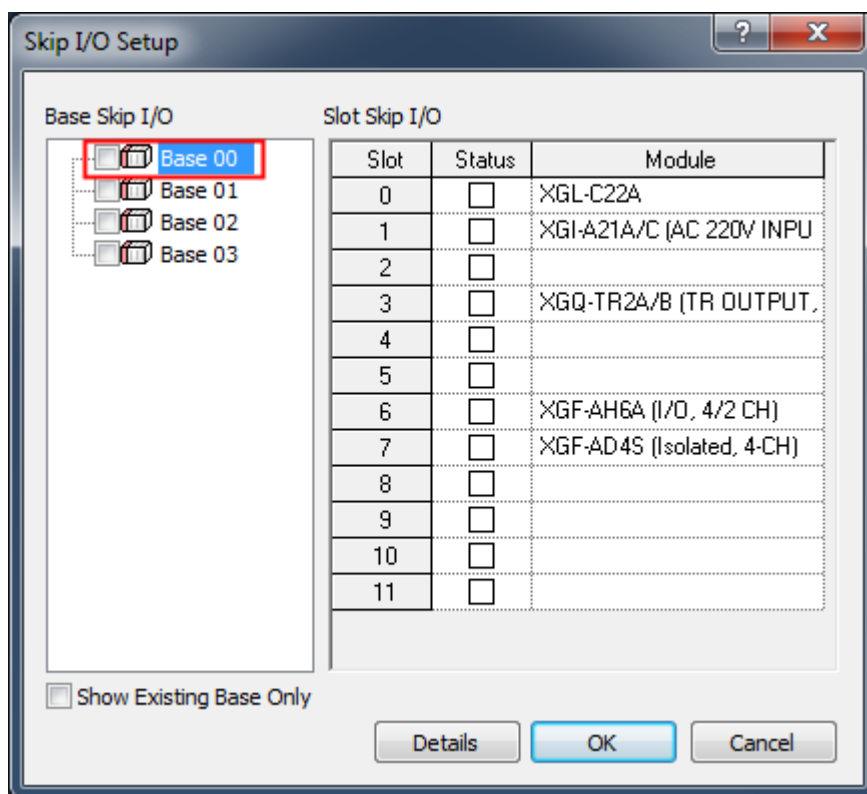 Skip I/O Setup
Base Skip I/O
Base 00
Base 01
Base 02
Base 03
Show Existing Base Only
Slot Skip I/O
Slot Status Module
0 XGL-C22A
1 XGI-A21A/C (AC 220V INPU
2
3 XGQ-TR2A/B (TR OUTPUT,
4
5
6 XGF-AH6A (I/O, 4/2 CH)
7 XGF-AD4S (Isolated, 4-CH)
8
9
10
11
Details OK Cancel